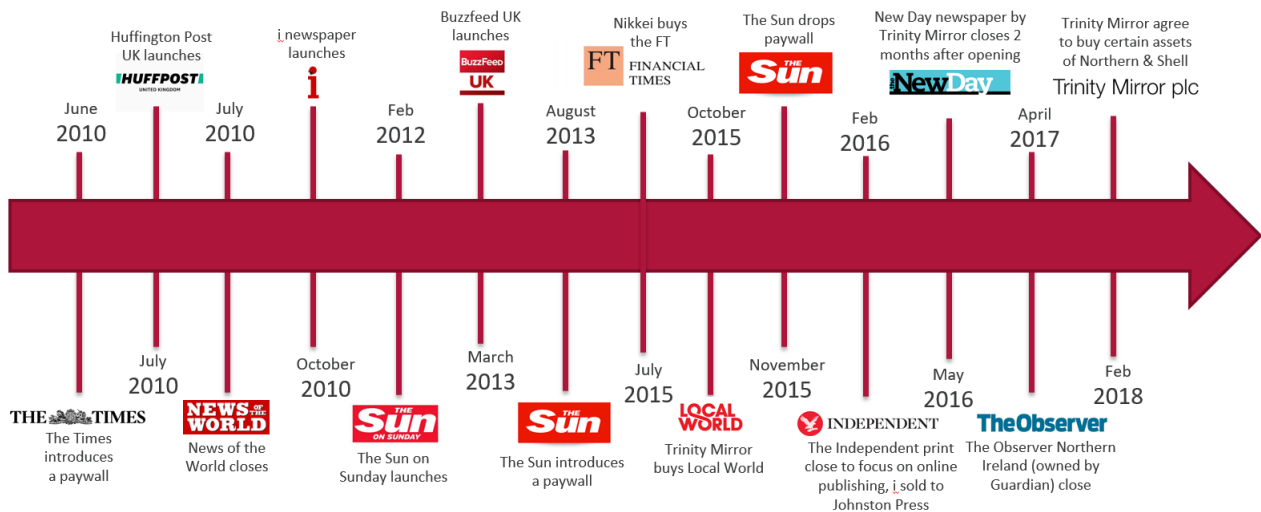 Huffington Post
UK launches
HUFFPOST
UNITED KINGDOM
i newspaper
launches
i
Buzzfeed UK
launches
BuzzFeed
UK
Nikkei buys
the FT
FT
FINANCIAL
TIMES
The Sun drops
paywall
THE
Sun
New Day newspaper by
Trinity Mirror closes 2
months after opening
the
NewDay
Trinity Mirror agree
to buy certain assets
of Northern & Shell
Trinity Mirror plc
June
2010
July
2010
Feb
2012
August
2013
October
2015
Feb
2016
April
2017
July
2010
October
2010
March
2013
July
2015
November
2015
May
2016
Feb
2018
THE TIMES
The Times
introduces
a paywall
NEWS OF THE
WORLD
News of the
World closes
THE
Sun
ON SUNDAY
The Sun on
Sunday launches
THE
Sun
The Sun introduces
a paywall
LOCAL
WORLD
Trinity Mirror
buys Local World
INDEPENDENT
The Independent print
close to focus on online
publishing, i sold to
Johnston Press
TheObserver
The Observer Northern
Ireland (owned by
Guardian) close